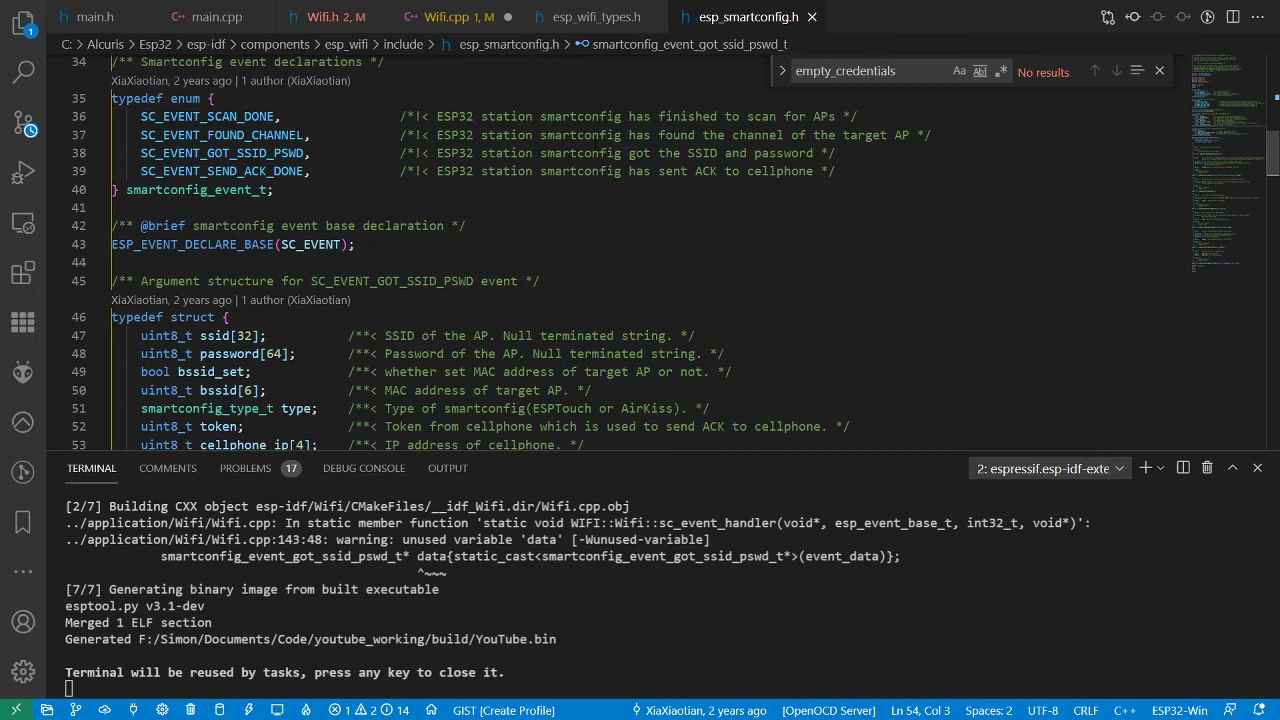 main.h
main.cpp
Wifi.h 2, M
Wifi.cpp 1, M
esp_wifi_types.h
esp_smartconfig.h
C: > Alcuris > Esp32 > esp-idf > components > esp_wifi > include > esp_smartconfig.h > smartconfig_event_got_ssid_pswd_t
empty_credentials
Aa
ab
No results
34 /** Smartconfig event declarations */
XiaXiaotian, 2 years ago | 1 author (XiaXiaotian)
35 typedef enum {
36 SC_EVENT_SCAN_DONE, /*!< ESP32 station smartconfig has finished to scan for APs */
37 SC_EVENT_FOUND_CHANNEL, /*!< ESP32 station smartconfig has found the channel of the target AP */
38 SC_EVENT_GOT_SSID_PSWD, /*!< ESP32 station smartconfig got the SSID and password */
39 SC_EVENT_SEND_ACK_DONE, /*!< ESP32 station smartconfig has sent ACK to cellphone */
40 } smartconfig_event_t;
41
42 /** @brief smartconfig event base declaration */
43 ESP_EVENT_DECLARE_BASE(SC_EVENT);
44
45 /** Argument structure for SC_EVENT_GOT_SSID_PSWD event */
XiaXiaotian, 2 years ago | 1 author (XiaXiaotian)
46 typedef struct {
47 uint8_t ssid[32]; /**< SSID of the AP. Null terminated string. */
48 uint8_t password[64]; /**< Password of the AP. Null terminated string. */
49 bool bssid_set; /**< whether set MAC address of target AP or not. */
50 uint8_t bssid[6]; /**< MAC address of target AP. */
51 smartconfig_type_t type; /**< Type of smartconfig(ESPTouch or AirKiss). */
52 uint8_t token; /**< Token from cellphone which is used to send ACK to cellphone. */
53 uint8_t cellphone_ip[4]; /**< IP address of cellphone. */
TERMINAL COMMENTS PROBLEMS 17 DEBUG CONSOLE OUTPUT
2: espressif.esp-idf-exte
[2/7] Building CXX object esp-idf/Wifi/CMakeFiles/__idf_Wifi.dir/Wifi.cpp.obj
../application/Wifi/Wifi.cpp: In static member function 'static void WIFI::Wifi::sc_event_handler(void*, esp_event_base_t, int32_t, void*)':
../application/Wifi/Wifi.cpp:143:48: warning: unused variable 'data' [-Wunused-variable]
smartconfig_event_got_ssid_pswd_t* data{static_cast<smartconfig_event_got_ssid_pswd_t*>(event_data)};
^~~~
[7/7] Generating binary image from built executable
esptool.py v3.1-dev
Merged 1 ELF section
Generated F:/Simon/Documents/Code/youtube_working/build/YouTube.bin
Terminal will be reused by tasks, press any key to close it.
1 2 14 GIST [Create Profile] XiaXiaotian, 2 years ago [OpenOCD Server] Ln 54, Col 3 Spaces: 2 UTF-8 CRLF C++ ESP32-Win